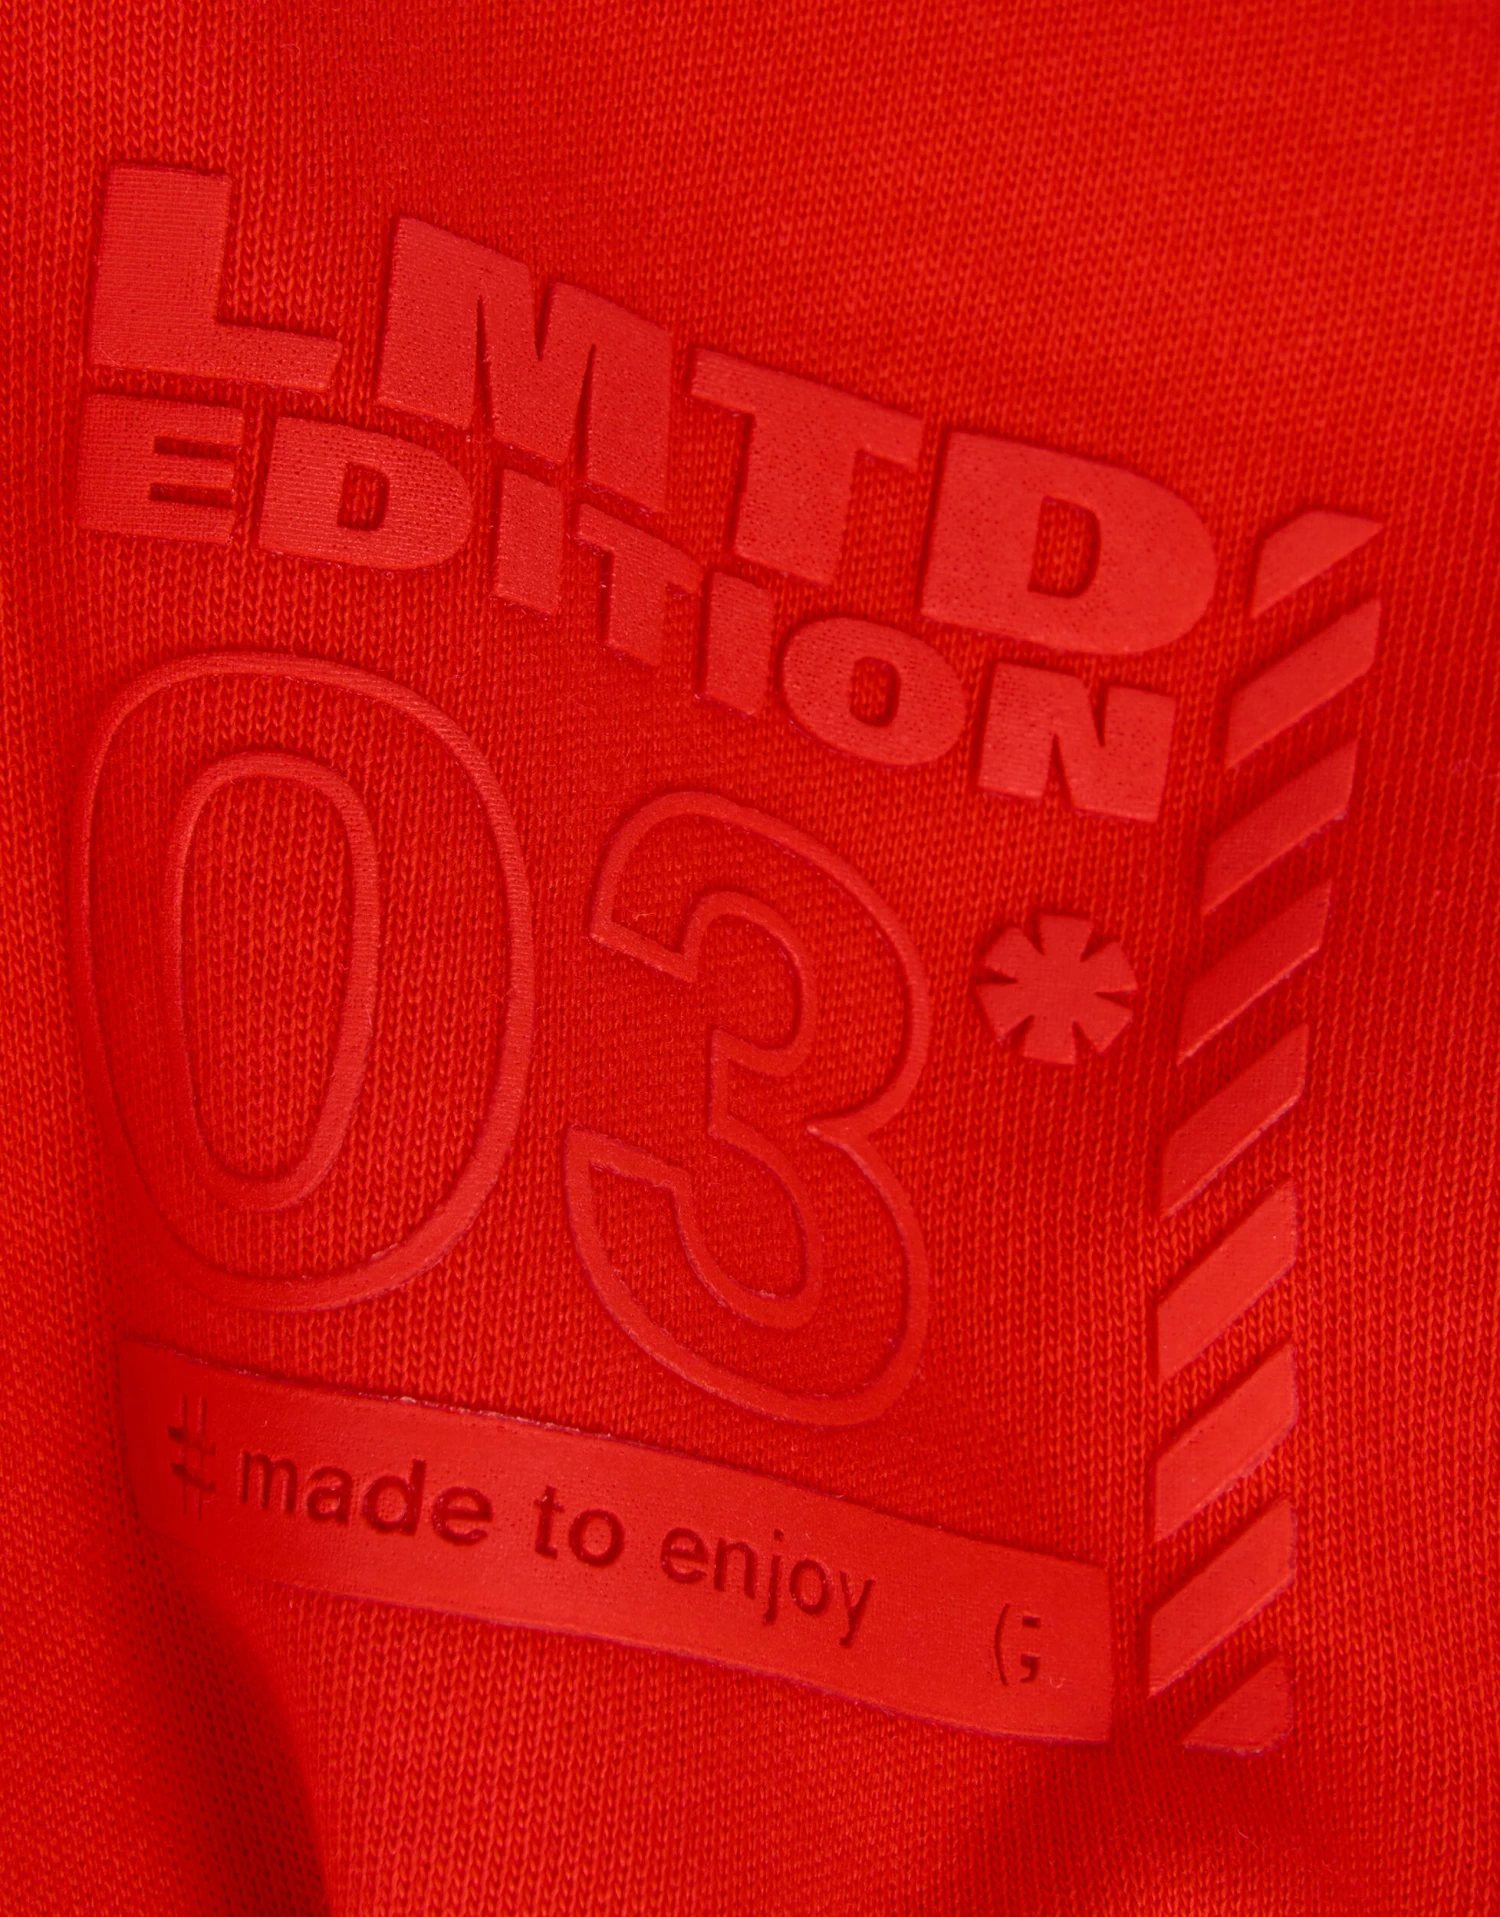 LMTD
EDITION
03*
# made to enjoy (;